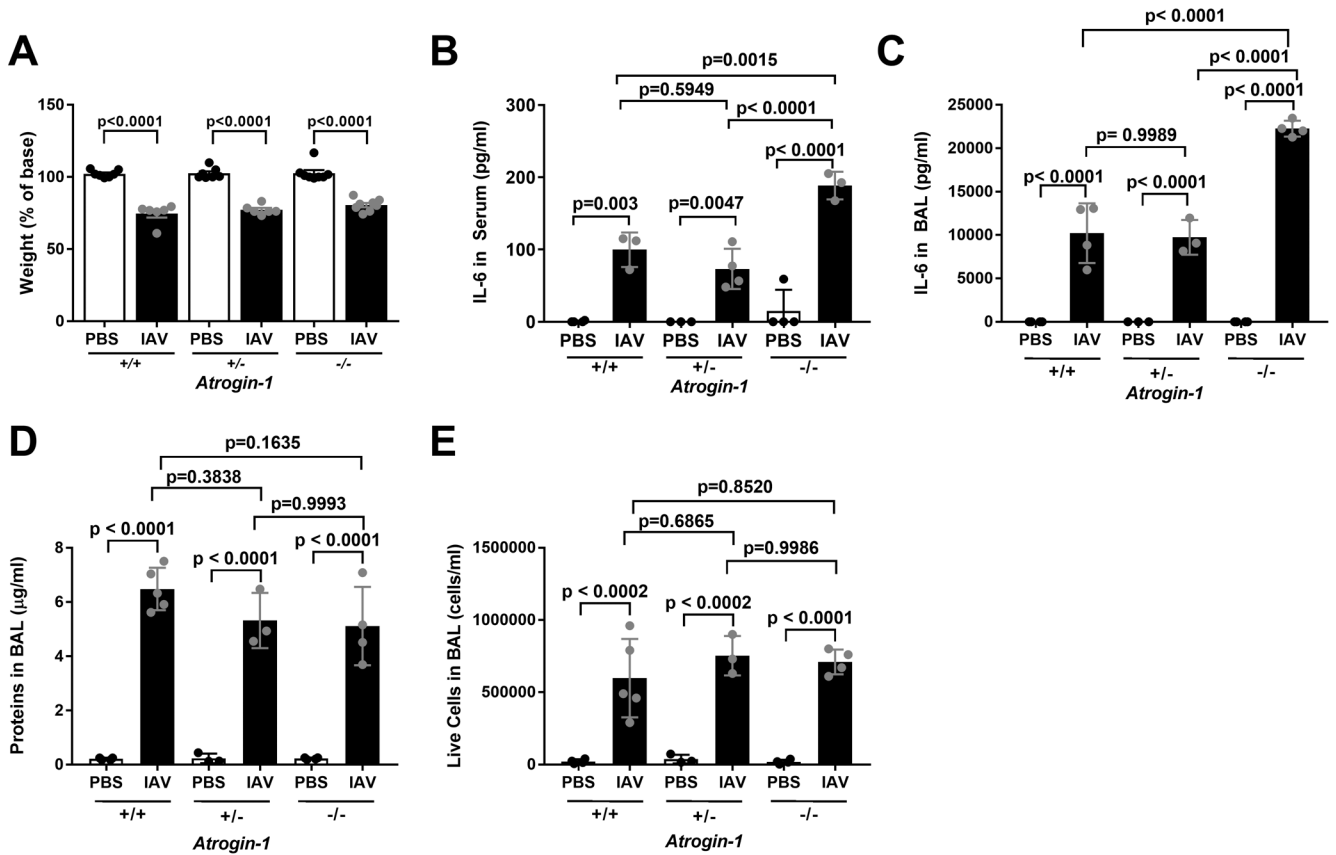 A
Weight (% of base)
150
100
50
0
p<0.0001
p<0.0001
p<0.0001
PBS IAV PBS IAV PBS IAV
+/+ +/- -/-
Atrogin-1
B
IL-6 in Serum (pg/ml)
300
200
100
0
p=0.0015
p=0.5949
p< 0.0001
p< 0.0001
p=0.003
p=0.0047
PBS IAV PBS IAV PBS IAV
+/+ +/- -/-
Atrogin-1
C
IL-6 in BAL (pg/ml)
25000
20000
15000
10000
5000
0
p< 0.0001
p< 0.0001
p< 0.0001
p= 0.9989
p< 0.0001
p< 0.0001
PBS IAV PBS IAV PBS IAV
+/+ +/- -/-
Atrogin-1
D
Proteins in BAL (µg/ml)
8
6
4
2
0
p=0.1635
p=0.3838
p=0.9993
p < 0.0001
p < 0.0001
p < 0.0001
PBS IAV PBS IAV PBS IAV
+/+ +/- -/-
Atrogin-1
E
Live Cells in BAL (cells/ml)
1500000
1000000
500000
0
p=0.8520
p=0.6865
p=0.9986
p < 0.0002
p < 0.0002
p < 0.0001
PBS IAV PBS IAV PBS IAV
+/+ +/- -/-
Atrogin-1